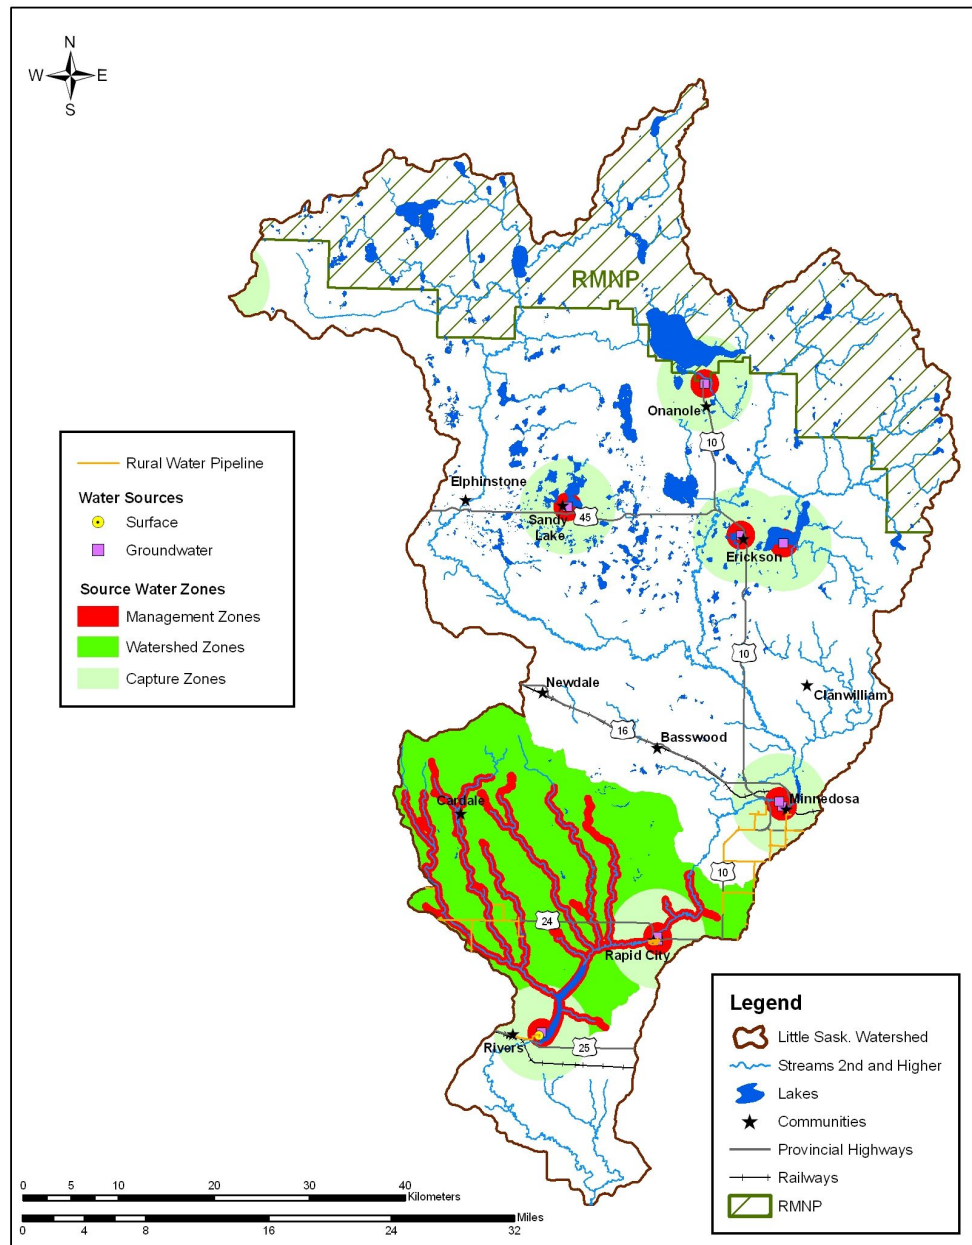 N
W E
S
RMNP
Onanole
10
Elphinstone
Sandy
Lake
45
Erickson
10
Newdale
Clanwilliam
16
Basswood
Cardale
Minnedosa
10
24
Rapid City
Rivers
25
Rural Water Pipeline
Water Sources
Surface
Groundwater
Source Water Zones
Management Zones
Watershed Zones
Capture Zones
Legend
Little Sask. Watershed
Streams 2nd and Higher
Lakes
Communities
Provincial Highways
Railways
RMNP
0 5 10 20 30 40
Kilometers
Miles
0 4 8 16 24 32